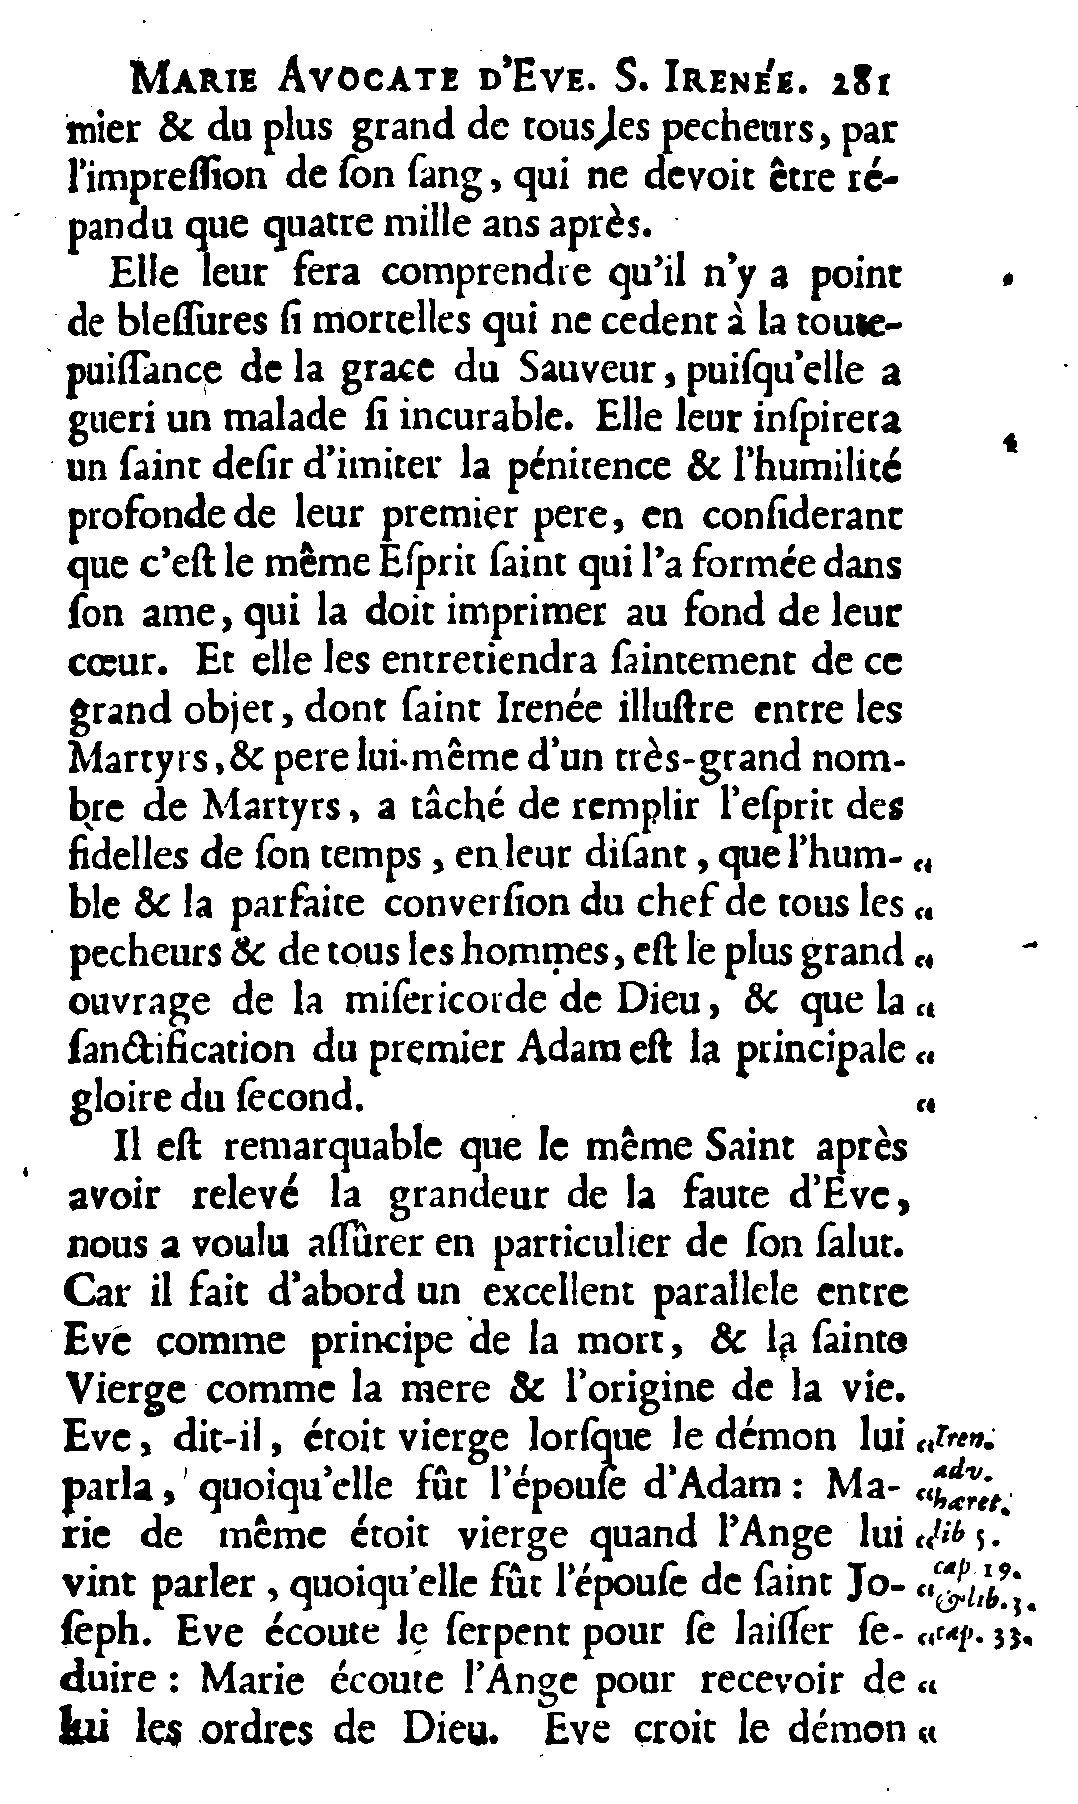 MARIE AVOCATE D'EVE. S. IRENÉE. 281
mier & du plus grand de tous les pecheurs, par
l'impreſſion de ſon ſang, qui ne devoit être ré-
pandu que quatre mille ans après.
Elle leur fera comprendre qu'il n'y a point
de bleſſures ſi mortelles qui ne cedent à la toute-
puiſſance de la grace du Sauveur, puiſqu'elle a
gueri un malade ſi incurable. Elle leur inſpirera
un ſaint deſir d'imiter la pénitence & l'humilité
profonde de leur premier pere, en conſiderant
que c'eſt le même Eſprit ſaint qui l'a formée dans
ſon ame, qui la doit imprimer au fond de leur
cœur. Et elle les entretiendra ſaintement de ce
grand objet, dont ſaint Irenée illuſtre entre les
Martyrs, & pere lui-même d'un très-grand nom-
bre de Martyrs, a tâché de remplir l'eſprit des
fidelles de ſon temps, en leur diſant, que l'hum- “
ble & la parfaite converſion du chef de tous les “
pecheurs & de tous les hommes, eſt le plus grand “
ouvrage de la miſericorde de Dieu, & que la “
ſanctification du premier Adam eſt la principale “
gloire du ſecond. “
Il eſt remarquable que le même Saint après
avoir relevé la grandeur de la faute d'Eve,
nous a voulu aſſûrer en particulier de ſon ſalut.
Car il fait d'abord un excellent parallele entre
Eve comme principe de la mort, & la ſainte
Vierge comme la mere & l'origine de la vie.
Eve, dit-il, étoit vierge lorſque le démon lui “ Iren.
parla, quoiqu'elle fût l'épouſe d'Adam : Ma- “ adv.
hæret.
rie de même étoit vierge quand l'Ange lui “ lib 5.
vint parler, quoiqu'elle fût l'épouſe de ſaint Jo- “ cap 19.
& lib. 3.
ſeph. Eve écoute le ſerpent pour ſe laiſſer ſe- “ cap. 33.
duire : Marie écoute l'Ange pour recevoir de “
lui les ordres de Dieu. Eve croit le démon “